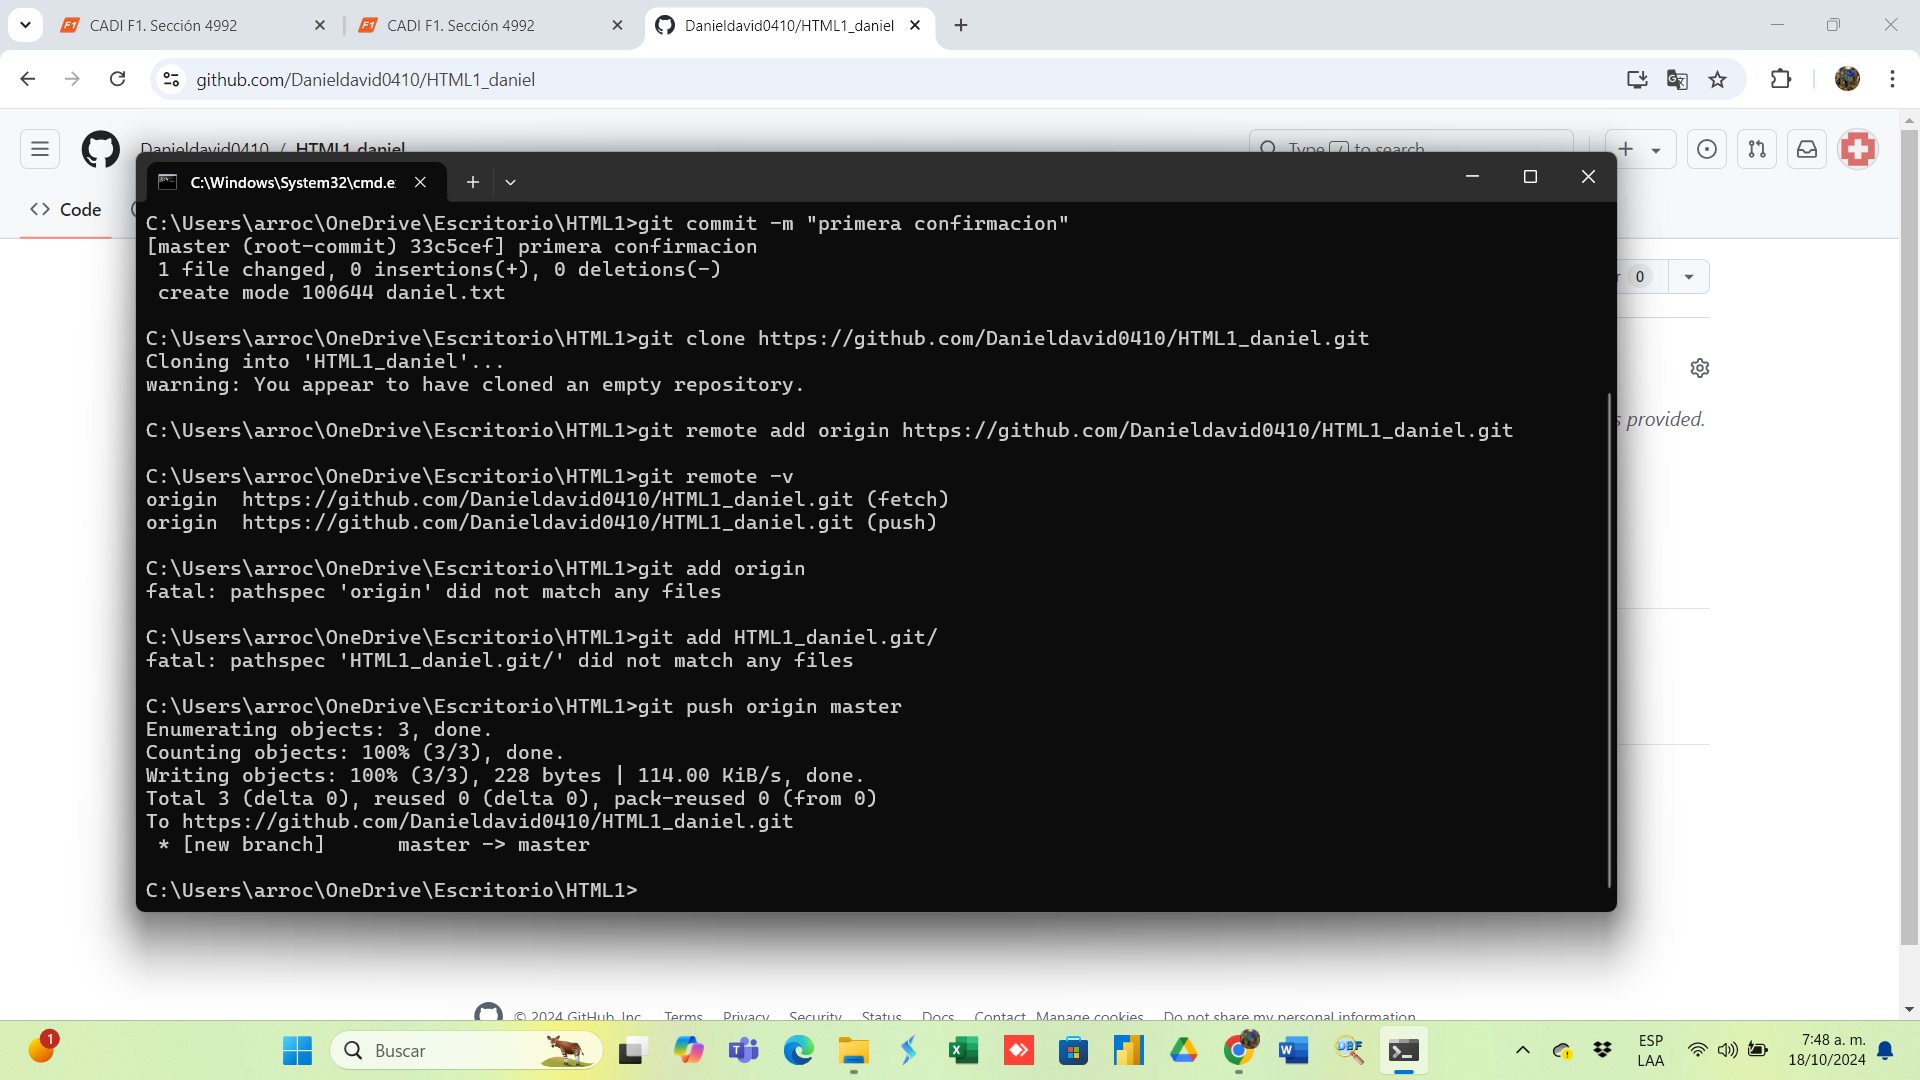 CADI F1. Sección 4992
CADI F1. Sección 4992
Danieldavid0410/HTML1_daniel
github.com/Danieldavid0410/HTML1_daniel
Danieldavid0410 / HTML1_daniel
Type / to search
C:\Windows\System32\cmd.e
Code
0
C:\Users\arroc\OneDrive\Escritorio\HTML1>git commit -m "primera confirmacion"
[master (root-commit) 33c5cef] primera confirmacion
1 file changed, 0 insertions(+), 0 deletions(-)
create mode 100644 daniel.txt
C:\Users\arroc\OneDrive\Escritorio\HTML1>git clone https://github.com/Danieldavid0410/HTML1_daniel.git
Cloning into 'HTML1_daniel'...
warning: You appear to have cloned an empty repository.
s provided.
C:\Users\arroc\OneDrive\Escritorio\HTML1>git remote add origin https://github.com/Danieldavid0410/HTML1_daniel.git
C:\Users\arroc\OneDrive\Escritorio\HTML1>git remote -v
origin  https://github.com/Danieldavid0410/HTML1_daniel.git (fetch)
origin  https://github.com/Danieldavid0410/HTML1_daniel.git (push)
C:\Users\arroc\OneDrive\Escritorio\HTML1>git add origin
fatal: pathspec 'origin' did not match any files
C:\Users\arroc\OneDrive\Escritorio\HTML1>git add HTML1_daniel.git/
fatal: pathspec 'HTML1_daniel.git/' did not match any files
C:\Users\arroc\OneDrive\Escritorio\HTML1>git push origin master
Enumerating objects: 3, done.
Counting objects: 100% (3/3), done.
Writing objects: 100% (3/3), 228 bytes | 114.00 KiB/s, done.
Total 3 (delta 0), reused 0 (delta 0), pack-reused 0 (from 0)
To https://github.com/Danieldavid0410/HTML1_daniel.git
* [new branch]      master -> master
C:\Users\arroc\OneDrive\Escritorio\HTML1>
© 2024 GitHub, Inc. Terms Privacy Security Status Docs Contact Manage cookies Do not share my personal information
1
Buscar
DBF
ESP
LAA
7:48 a. m.
18/10/2024